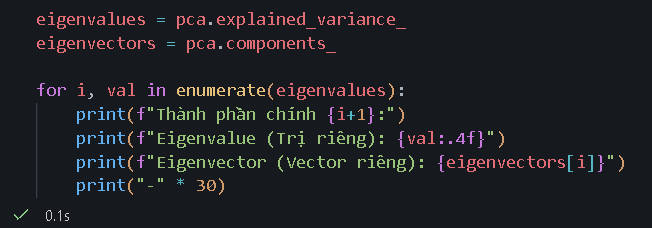 eigenvalues = pca.explained_variance_
eigenvectors = pca.components_
for i, val in enumerate(eigenvalues):
    print(f"Thành phần chính {i+1}:")
    print(f"Eigenvalue (Trị riêng): {val:.4f}")
    print(f"Eigenvector (Vector riêng): {eigenvectors[i]}")
    print("-" * 30)
0.1s